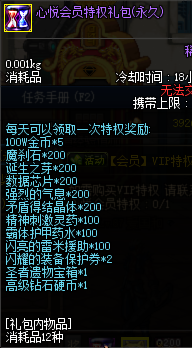 心悦会员特权礼包(永久)
稀
0.001kg
消耗品
冷却时间：18小
无法交
任务手册 (F2)
携带上限：
每天可以领取一次特权奖励:
100W金币*5
魔刹石*200
诞生之芽*200
数据芯片*200
强烈的气息*200
矛盾得结晶体*200
精神刺激灵药*100
霸体护甲药水*100
闪亮的雷米援助*100
闪耀的装备保护券*2
圣者遗物宝箱*1
高级钻石硬币*1
[礼包内物品]
消耗品12种